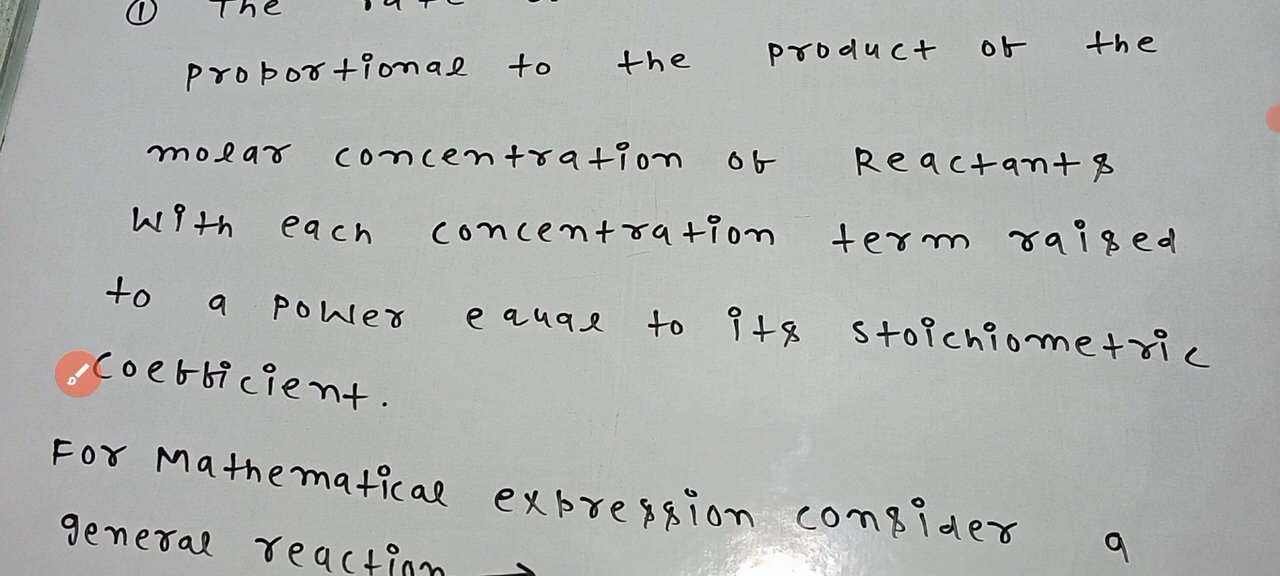 ① The
proportional to the product of the
molar concentration of Reactants
With each concentration term raised
to a power equal to its stoichiometric
Coefficient.
For Mathematical expression consider a
general reaction →